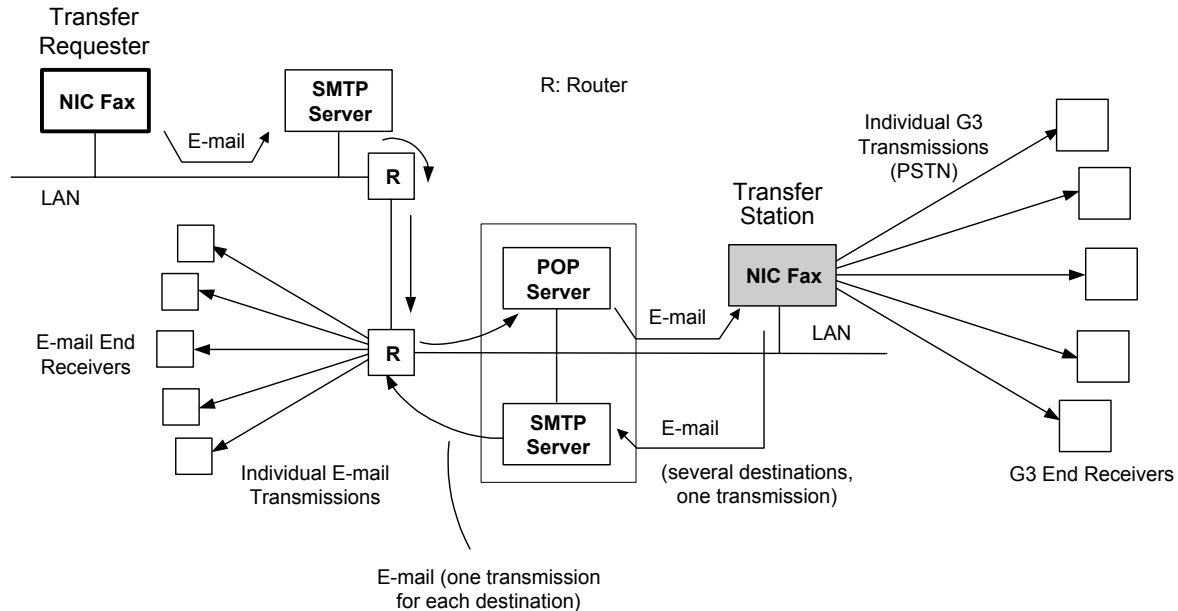 Transfer
Requester
NIC Fax
SMTP
Server
R: Router
E-mail
Individual G3
Transmissions
(PSTN)
LAN
R
Transfer
Station
POP
Server
NIC Fax
E-mail
E-mail End
Receivers
R
LAN
SMTP
Server
E-mail
Individual E-mail
Transmissions
(several destinations,
one transmission)
G3 End Receivers
E-mail (one transmission
for each destination)